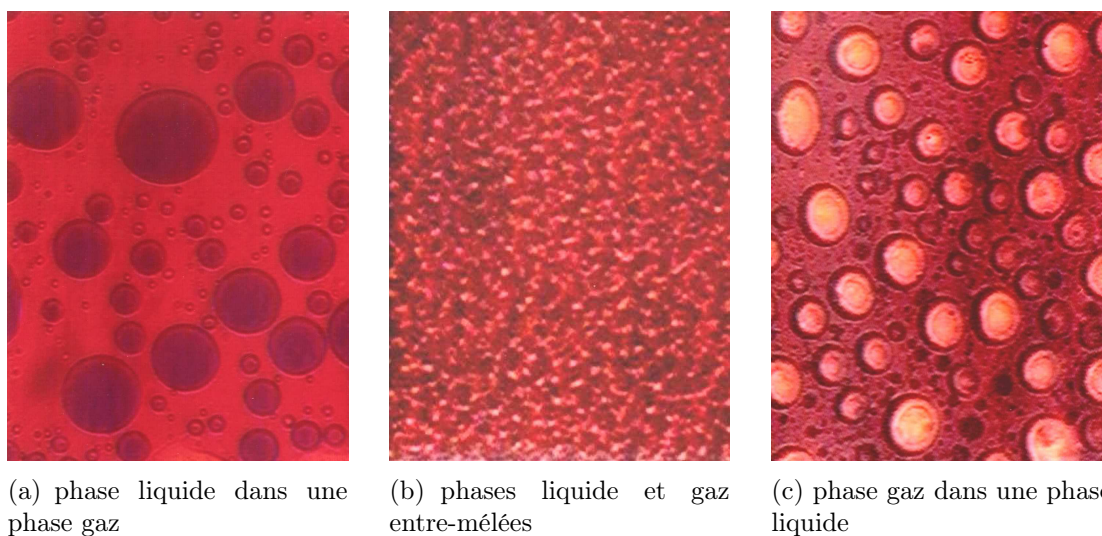 (a) phase liquide dans une
phase gaz
(b) phases liquide et gaz
entre-mélées
(c) phase gaz dans une phase
liquide